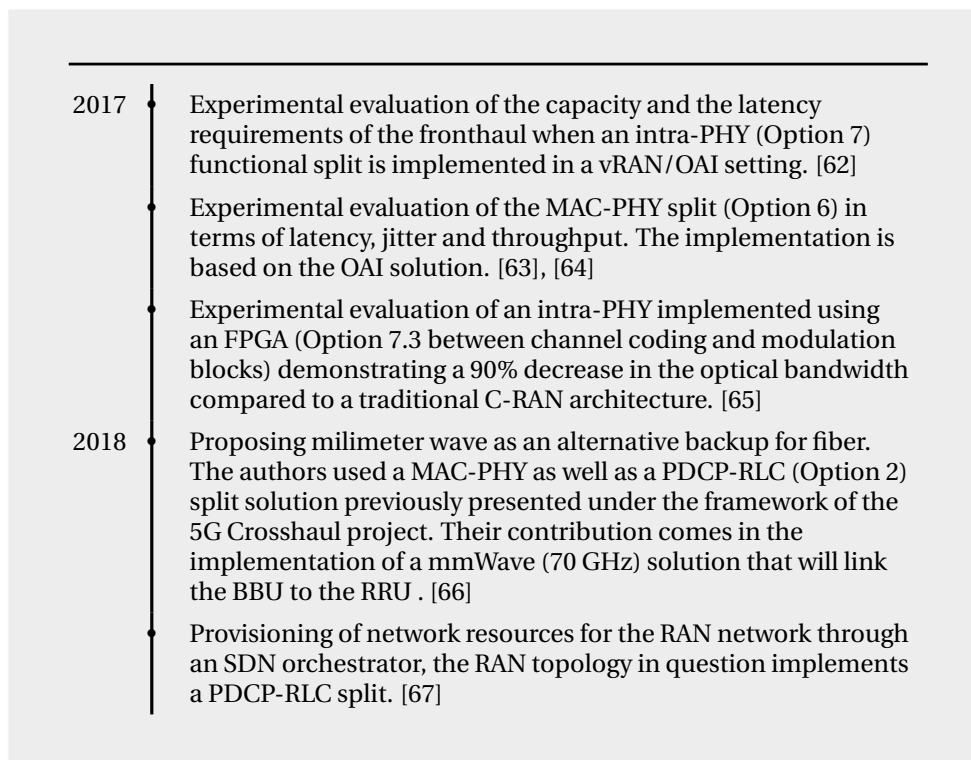 2017 Experimental evaluation of the capacity and the latency
requirements of the fronthaul when an intra-PHY (Option 7)
functional split is implemented in a vRAN/OAI setting. [62]
Experimental evaluation of the MAC-PHY split (Option 6) in
terms of latency, jitter and throughput. The implementation is
based on the OAI solution. [63], [64]
Experimental evaluation of an intra-PHY implemented using
an FPGA (Option 7.3 between channel coding and modulation
blocks) demonstrating a 90% decrease in the optical bandwidth
compared to a traditional C-RAN architecture. [65]
2018 Proposing milimeter wave as an alternative backup for fiber.
The authors used a MAC-PHY as well as a PDCP-RLC (Option 2)
split solution previously presented under the framework of the
5G Crosshaul project. Their contribution comes in the
implementation of a mmWave (70 GHz) solution that will link
the BBU to the RRU . [66]
Provisioning of network resources for the RAN network through
an SDN orchestrator, the RAN topology in question implements
a PDCP-RLC split. [67]